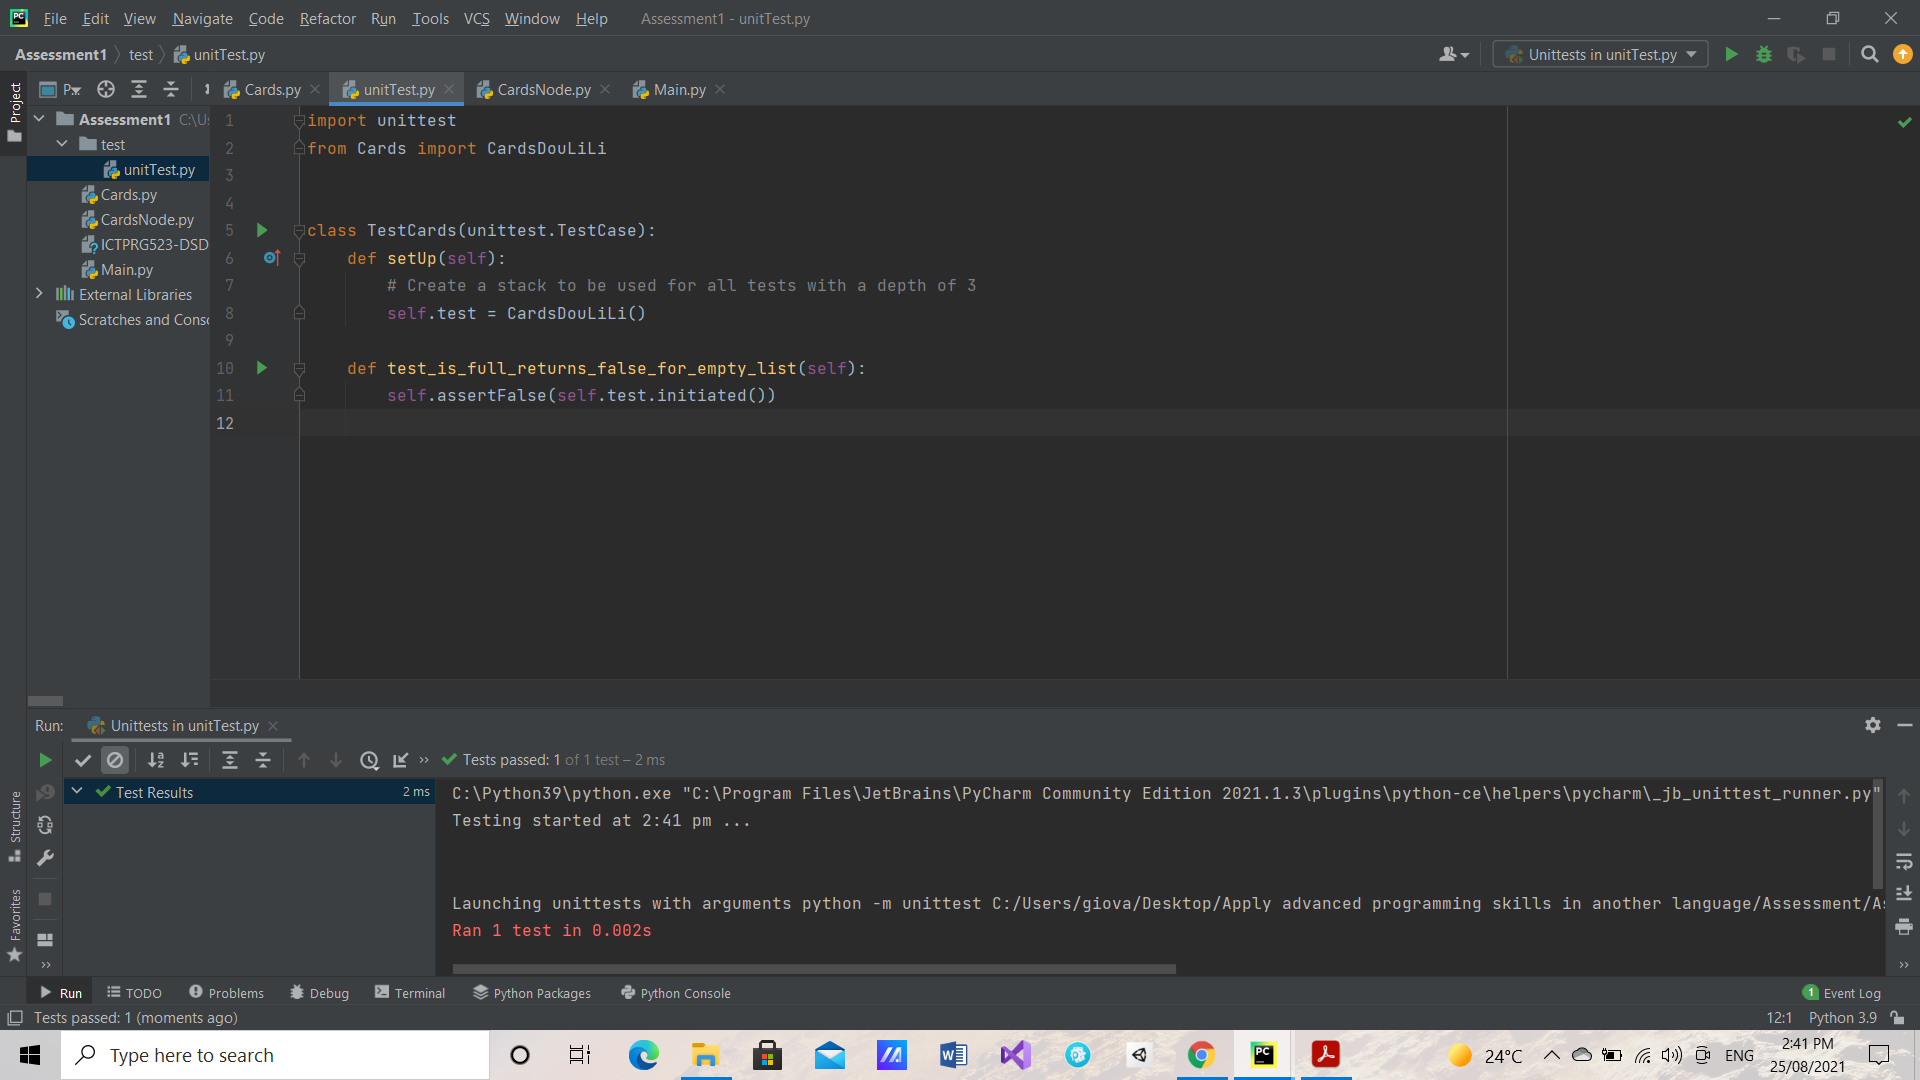 File Edit View Navigate Code Refactor Run Tools VCS Window Help Assessment1 - unitTest.py
Assessment1 test unitTest.py Unittests in unitTest.py
Project
P Cards.py unitTest.py CardsNode.py Main.py
Assessment1 C:\Us
test
unitTest.py
Cards.py
CardsNode.py
ICTPRG523-DSD
Main.py
External Libraries
Scratches and Conso
1 import unittest
2 from Cards import CardsDouLiLi
3
4
5 class TestCards(unittest.TestCase):
6 def setUp(self):
7 # Create a stack to be used for all tests with a depth of 3
8 self.test = CardsDouLiLi()
9
10 def test_is_full_returns_false_for_empty_list(self):
11 self.assertFalse(self.test.initiated())
12
Run: Unittests in unitTest.py
Tests passed: 1 of 1 test – 2 ms
Test Results 2 ms
C:\Python39\python.exe "C:\Program Files\JetBrains\PyCharm Community Edition 2021.1.3\plugins\python-ce\helpers\pycharm\_jb_unittest_runner.py"
Testing started at 2:41 pm ...
Launching unittests with arguments python -m unittest C:/Users/giova/Desktop/Apply advanced programming skills in another language/Assessment/As
Ran 1 test in 0.002s
Structure
Favorites
Run TODO Problems Debug Terminal Python Packages Python Console 1 Event Log
Tests passed: 1 (moments ago) 12:1 Python 3.9
Type here to search 24°C ENG 2:41 PM
25/08/2021